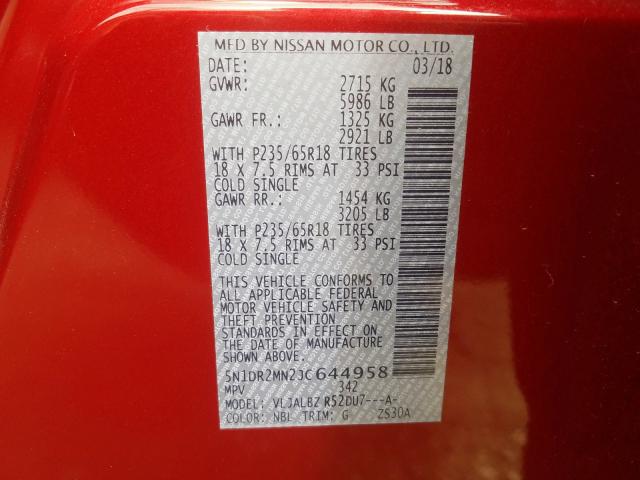 MFD BY NISSAN MOTOR CO., LTD.
DATE: 03/18
GVWR: 2715 KG
5986 LB
GAWR FR.: 1325 KG
2921 LB
WITH P235/65R18 TIRES
18 X 7.5 RIMS AT 33 PSI
COLD SINGLE
GAWR RR.: 1454 KG
3205 LB
WITH P235/65R18 TIRES
18 X 7.5 RIMS AT 33 PSI
COLD SINGLE
THIS VEHICLE CONFORMS TO
ALL APPLICABLE FEDERAL
MOTOR VEHICLE SAFETY AND
THEFT PREVENTION
STANDARDS IN EFFECT ON
THE DATE OF MANUFACTURE
SHOWN ABOVE.
5N1DR2MN2JC644958
MPV 342
MODEL: VLJALBZ R52DU7---A-
COLOR: NBL TRIM: G ZS30A